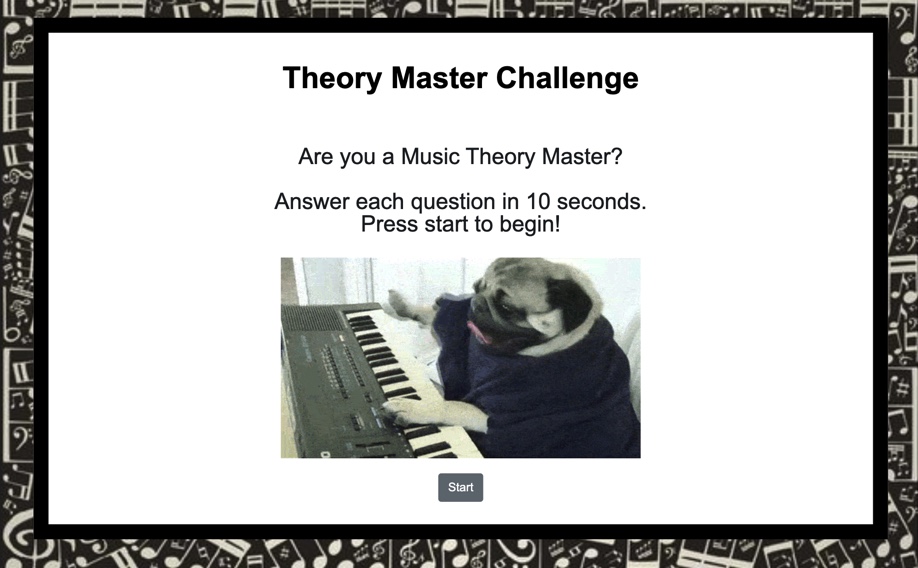 Theory Master Challenge
Are you a Music Theory Master?
Answer each question in 10 seconds.
Press start to begin!
Start